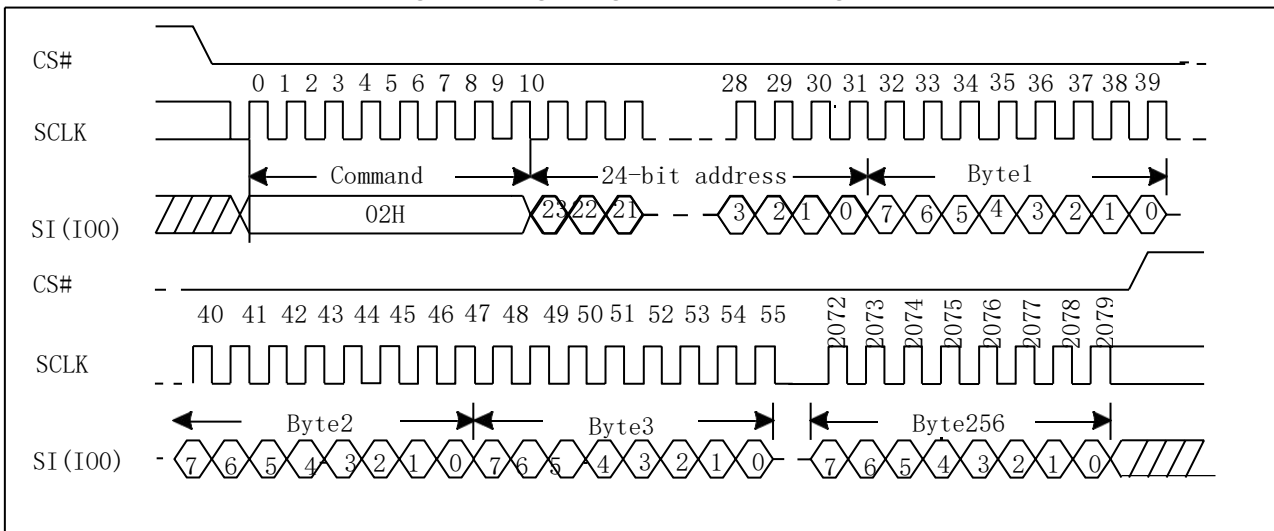 CS#
0 1 2 3 4 5 6 7 8 9 10 28 29 30 31 32 33 34 35 36 37 38 39
SCLK
Command 24-bit address Byte1
SI(IO0) 02H 23 22 21 3 2 1 0 7 6 5 4 3 2 1 0
CS#
40 41 42 43 44 45 46 47 48 49 50 51 52 53 54 55 2072 2073 2074 2075 2076 2077 2078 2079
SCLK
Byte2 Byte3 Byte256
SI(IO0) 7 6 5 4 3 2 1 0 7 6 5 4 3 2 1 0 7 6 5 4 3 2 1 0